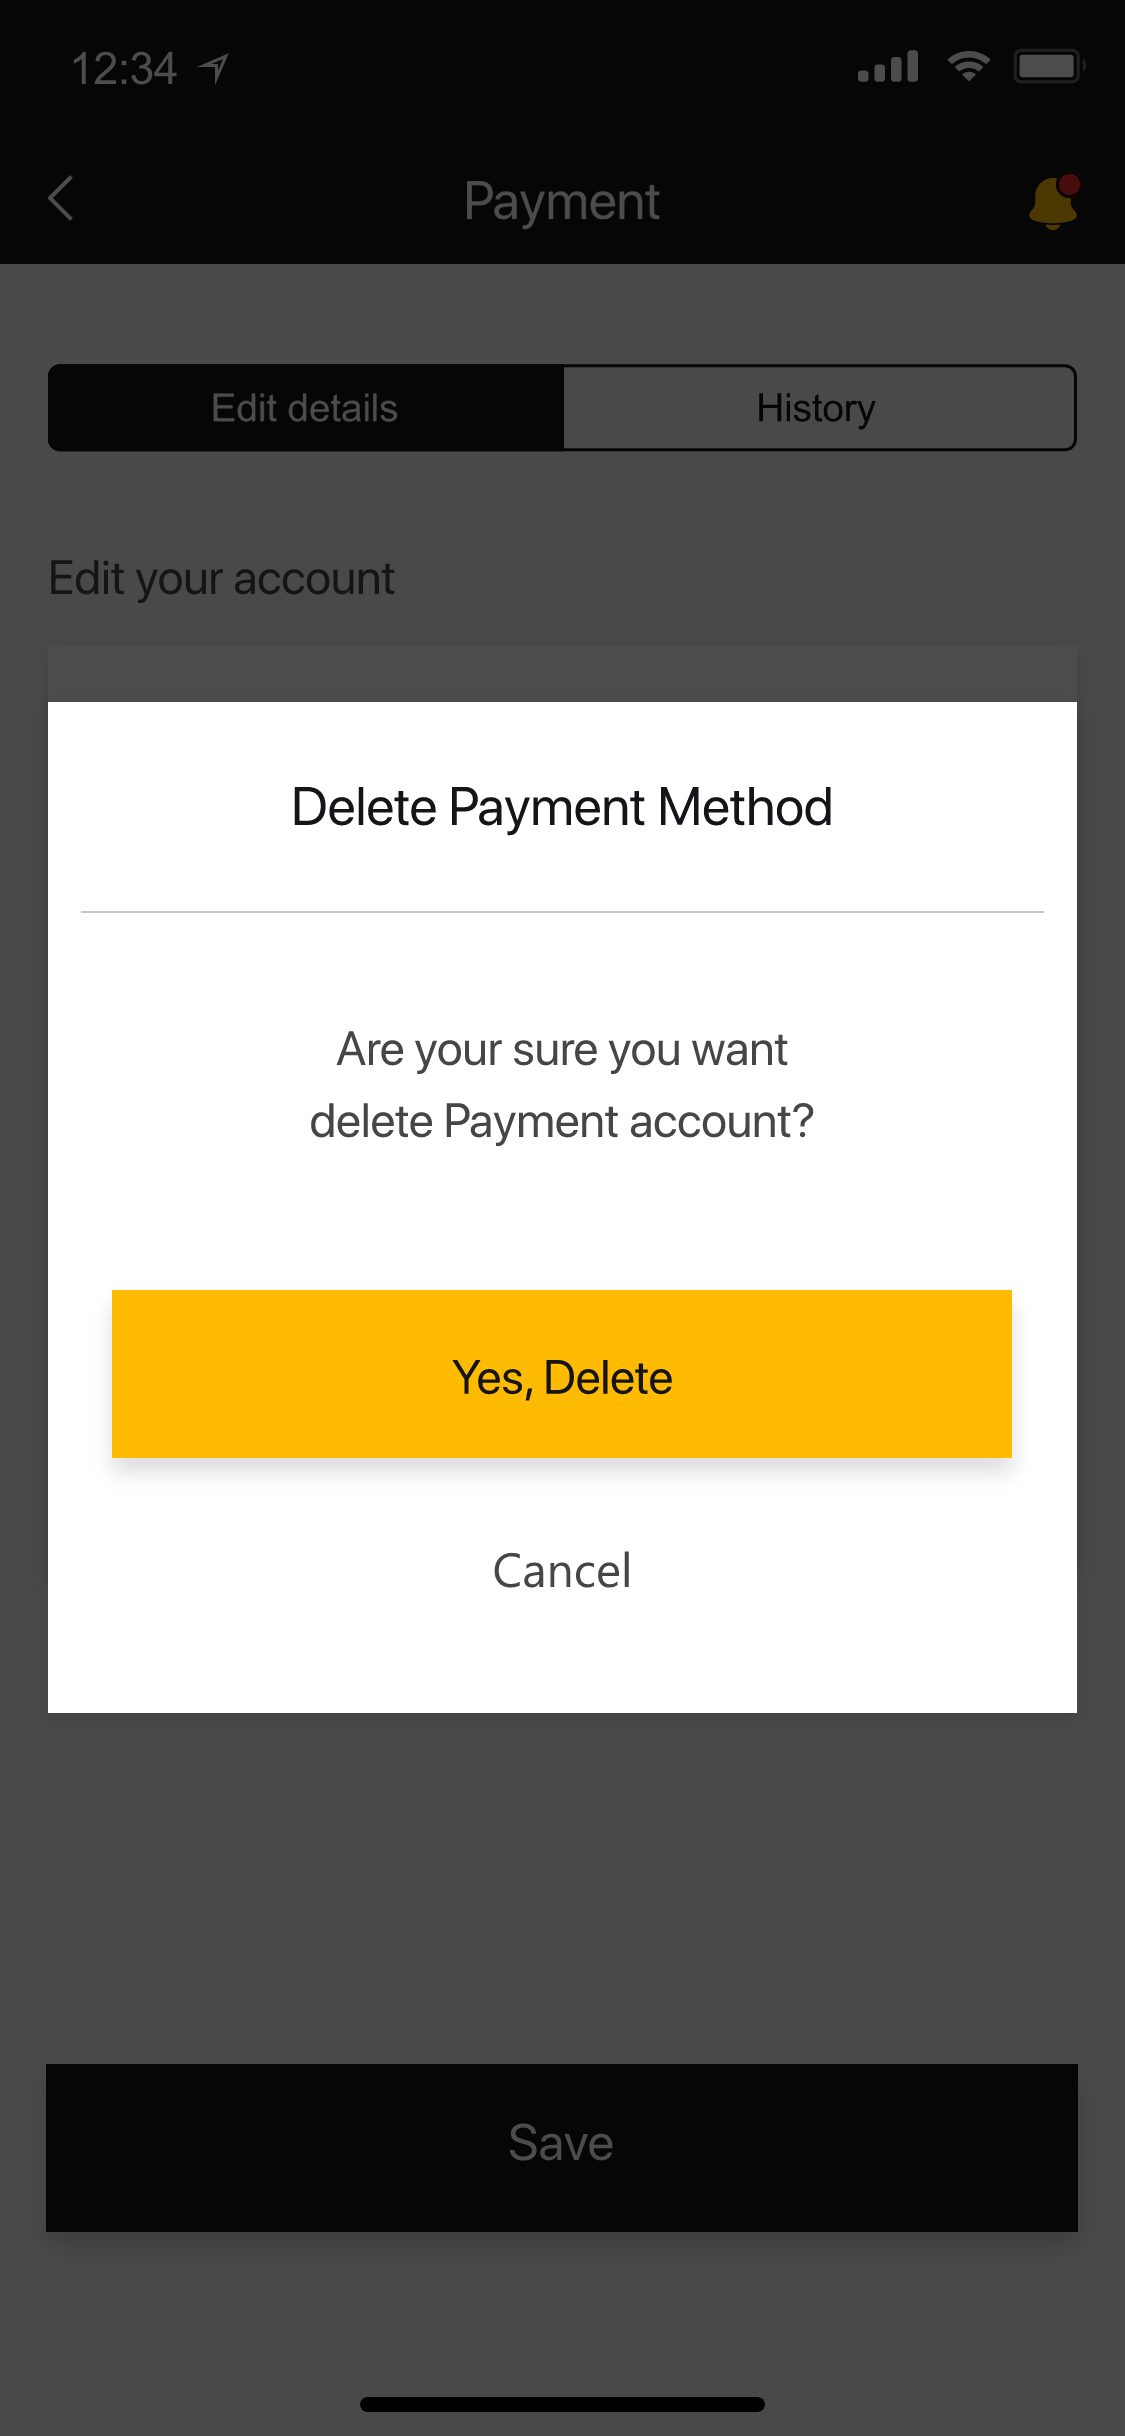 12:34
Payment
Edit details
History
Edit your account
Delete Payment Method
Are your sure you want
delete Payment account?
Yes, Delete
Cancel
Save